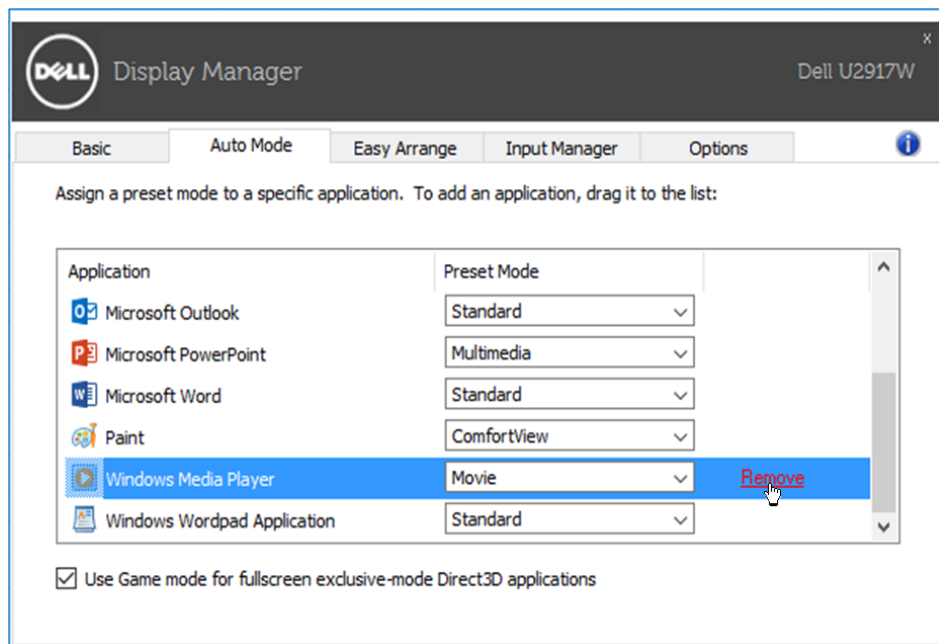 x
DELL Display Manager Dell U2917W
Basic Auto Mode Easy Arrange Input Manager Options
Assign a preset mode to a specific application. To add an application, drag it to the list:
Application Preset Mode
Microsoft Outlook Standard
Microsoft PowerPoint Multimedia
Microsoft Word Standard
Paint ComfortView
Windows Media Player Movie Remove
Windows Wordpad Application Standard
Use Game mode for fullscreen exclusive-mode Direct3D applications